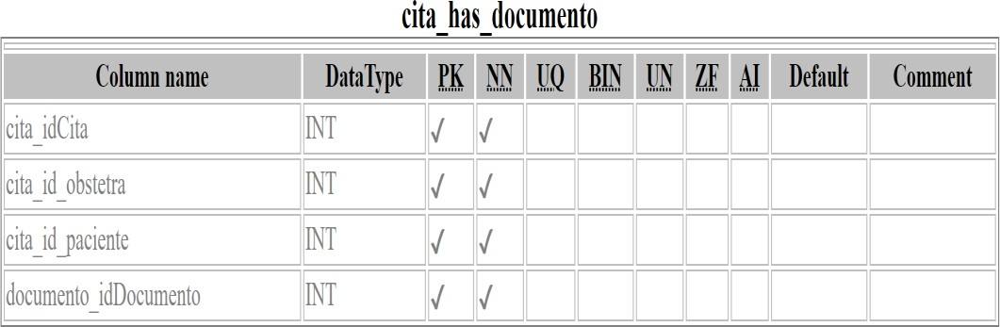 cita_has_documento
Column name DataType PK NN UQ BIN UN ZF AI Default Comment
cita_idCita INT √ √
cita_id_obstetra INT √ √
cita_id_paciente INT √ √
documento_idDocumento INT √ √